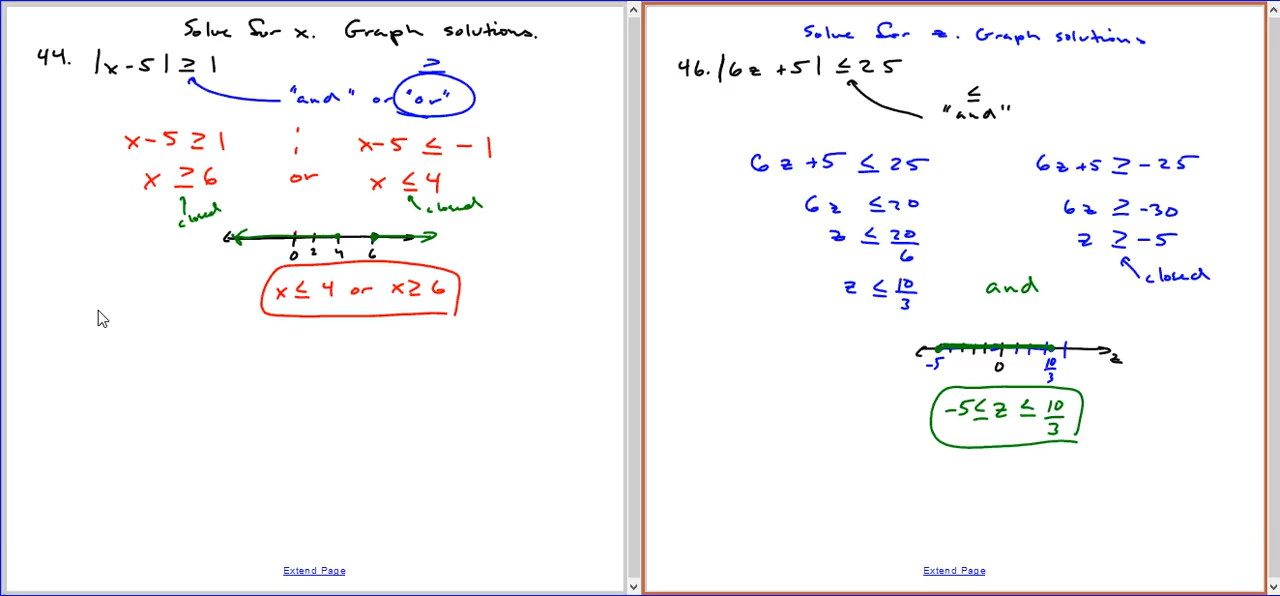 Solve for x. Graph solutions.
44. |x-5| ≥ 1
≥
"and" or "or"
x-5 ≥ 1 ; x-5 ≤ -1
x ≥ 6 or x ≤ 4
closed closed
0 2 4 6
x ≤ 4 or x ≥ 6
Extend Page
Solve for z. Graph solutions
46. |6z+5| ≤ 25
≤
"and"
6z+5 ≤ 25 6z+5 ≥ -25
6z ≤ 20 6z ≥ -30
z ≤ 20/6 z ≥ -5
closed
z ≤ 10/3 and
-5 0 10/3 z
-5 ≤ z ≤ 10/3
Extend Page